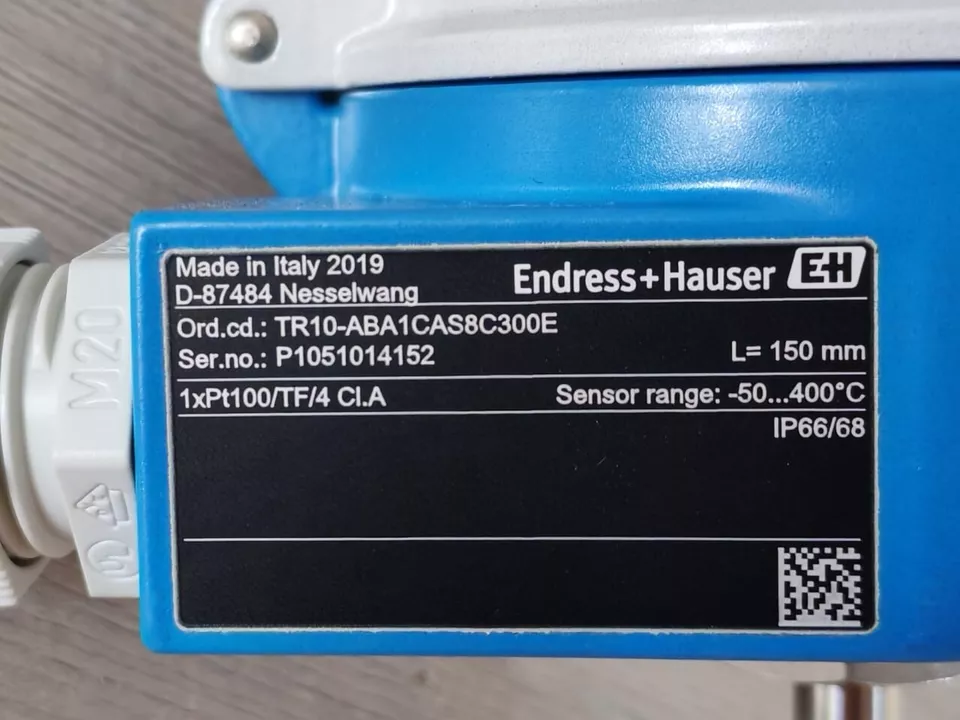 Made in Italy 2019
D-87484 Nesselwang
Endress+Hauser EH
Ord.cd.: TR10-ABA1CAS8C300E
Ser.no.: P1051014152
L= 150 mm
1xPt100/TF/4 Cl.A
Sensor range: -50...400°C
IP66/68
M20